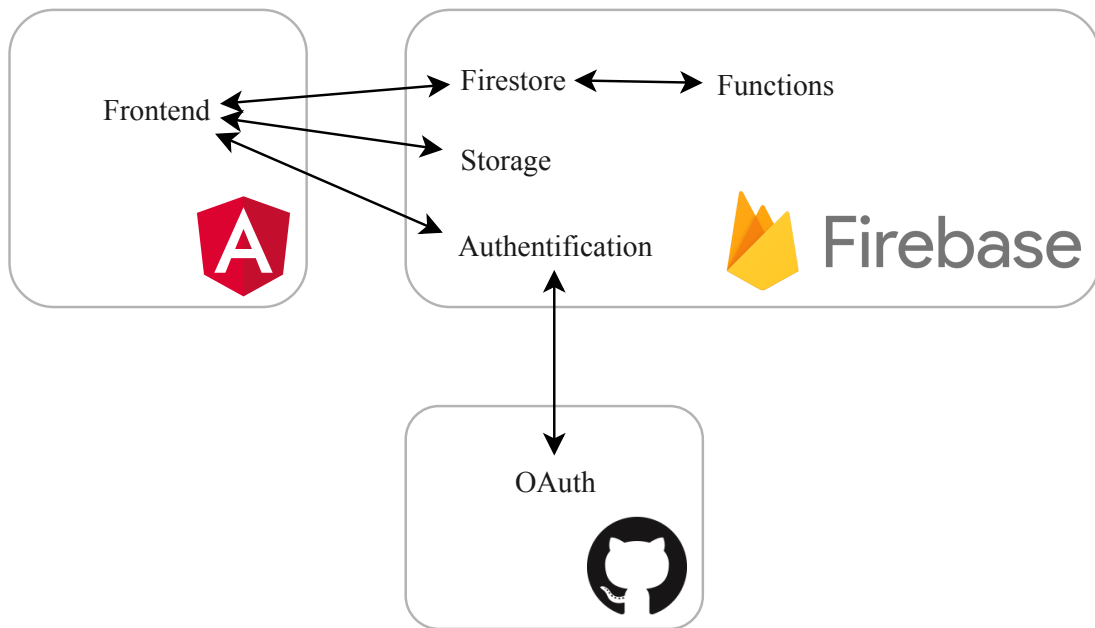 Frontend
Firestore
Functions
Storage
Authentification
Firebase
OAuth